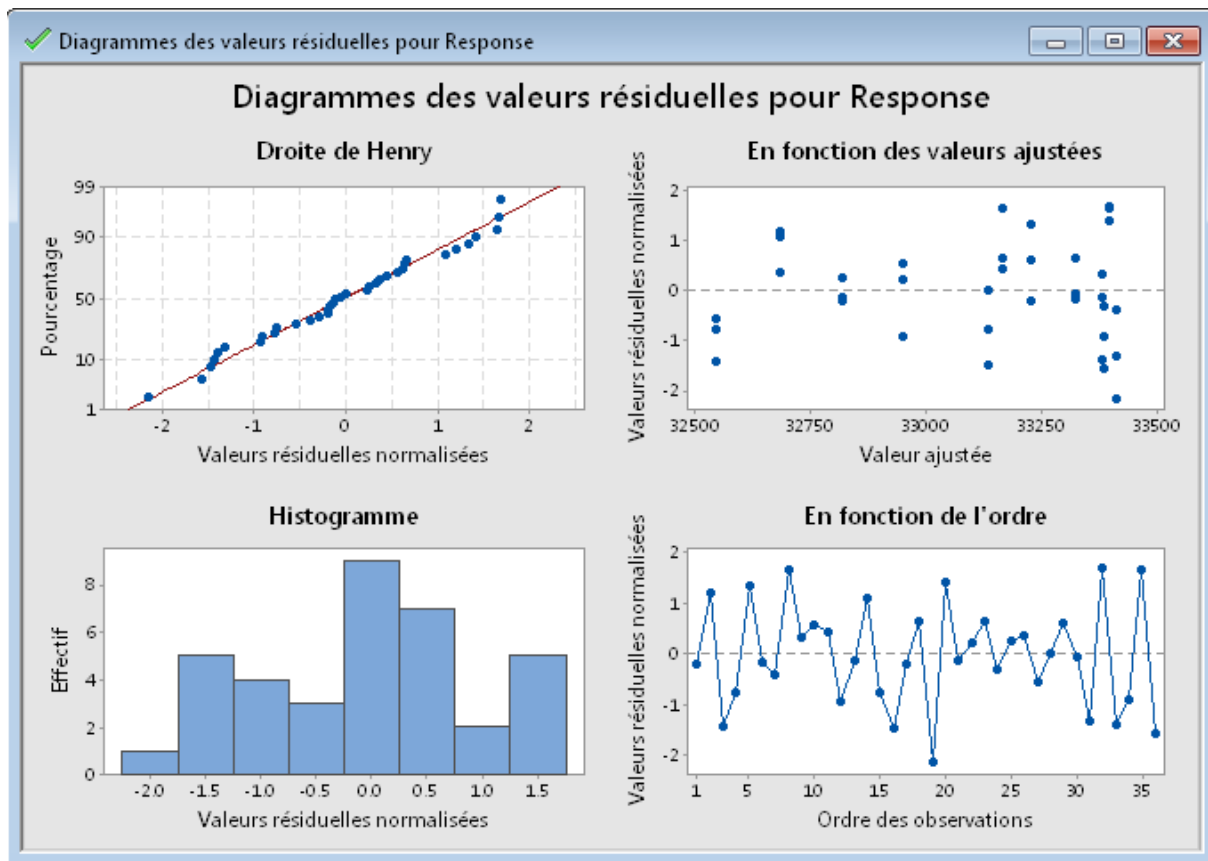 Diagrammes des valeurs résiduelles pour Response
Diagrammes des valeurs résiduelles pour Response
Droite de Henry
Pourcentage
99
90
50
10
1
-2 -1 0 1 2
Valeurs résiduelles normalisées
En fonction des valeurs ajustées
Valeurs résiduelles normalisées
2
1
0
-1
-2
32500 32750 33000 33250 33500
Valeur ajustée
Histogramme
Effectif
8
6
4
2
0
-2.0 -1.5 -1.0 -0.5 0.0 0.5 1.0 1.5
Valeurs résiduelles normalisées
En fonction de l'ordre
Valeurs résiduelles normalisées
2
1
0
-1
-2
1 5 10 15 20 25 30 35
Ordre des observations